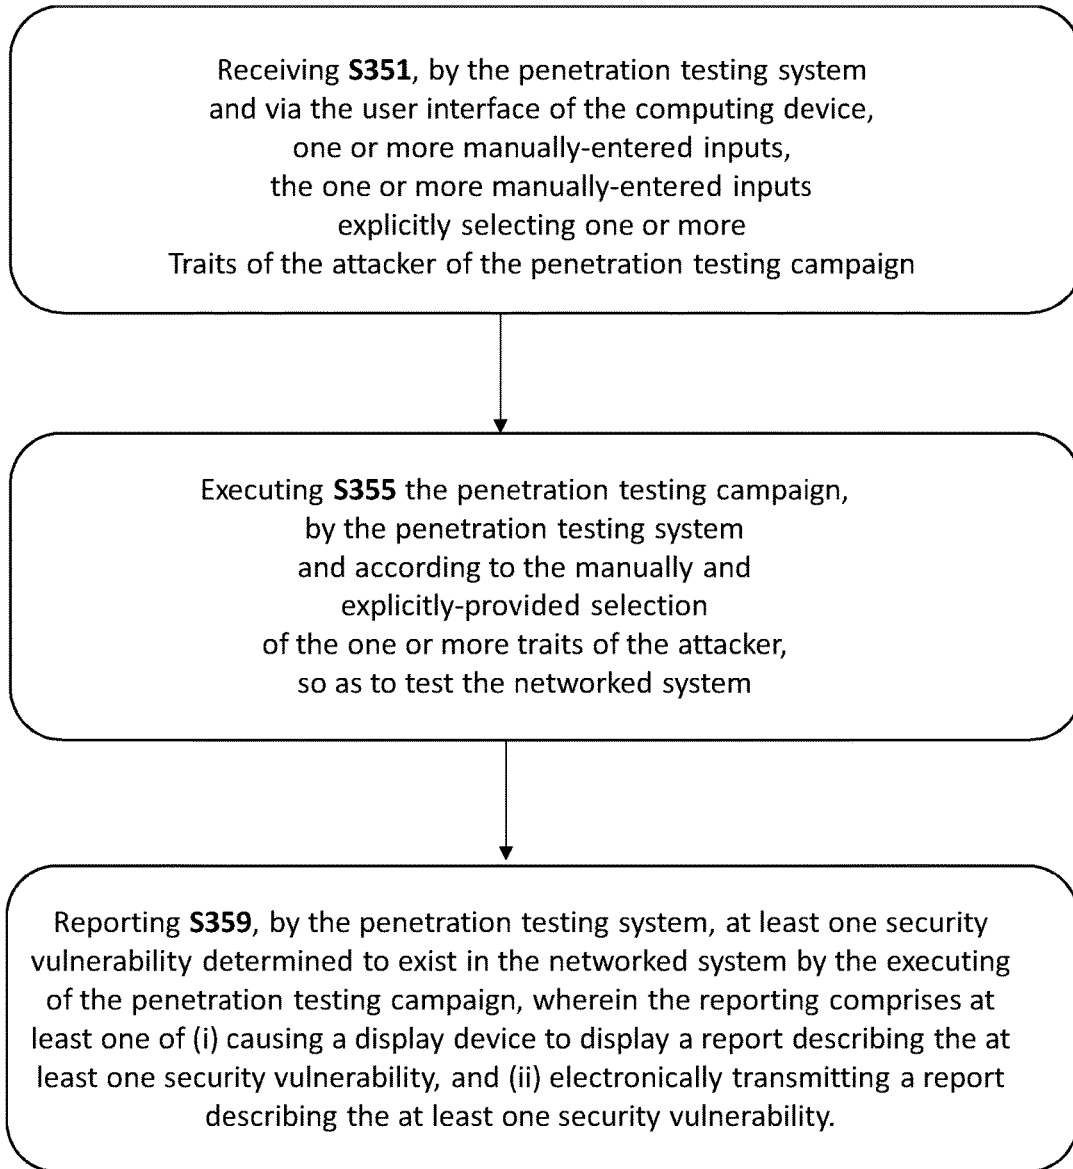 Receiving S351, by the penetration testing system
and via the user interface of the computing device,
one or more manually-entered inputs,
the one or more manually-entered inputs
explicitly selecting one or more
Traits of the attacker of the penetration testing campaign
Executing S355 the penetration testing campaign,
by the penetration testing system
and according to the manually and
explicitly-provided selection
of the one or more traits of the attacker,
so as to test the networked system
Reporting S359, by the penetration testing system, at least one security
vulnerability determined to exist in the networked system by the executing
of the penetration testing campaign, wherein the reporting comprises at
least one of (i) causing a display device to display a report describing the at
least one security vulnerability, and (ii) electronically transmitting a report
describing the at least one security vulnerability.